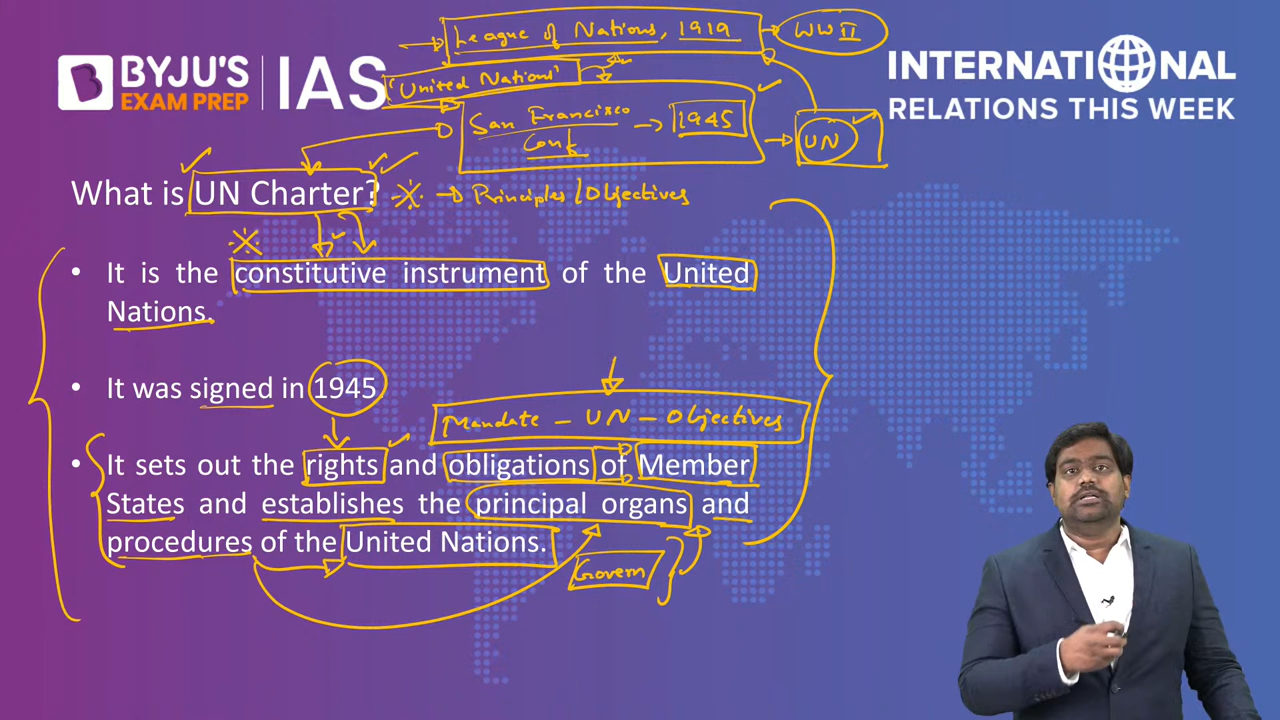 League of Nations, 1919 → WW II
BYJU'S
EXAM PREP
IAS
INTERNATIONAL
RELATIONS THIS WEEK
'United Nations'
San Francisco
Conf
→ 1945
→ UN
What is UN Charter?
→ Principles/Objectives
• It is the constitutive instrument of the United
Nations.
• It was signed in 1945.
Mandate – UN – Objectives
• It sets out the rights and obligations of Member
States and establishes the principal organs and
procedures of the United Nations.
Govern